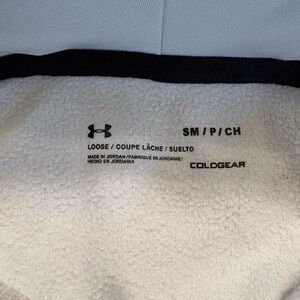 SM / P / CH
LOOSE / COUPE LÂCHE / SUELTO
MADE IN JORDAN / FABRIQUÉ EN JORDANIE /
HECHO EN JORDANIA
COLDGEAR